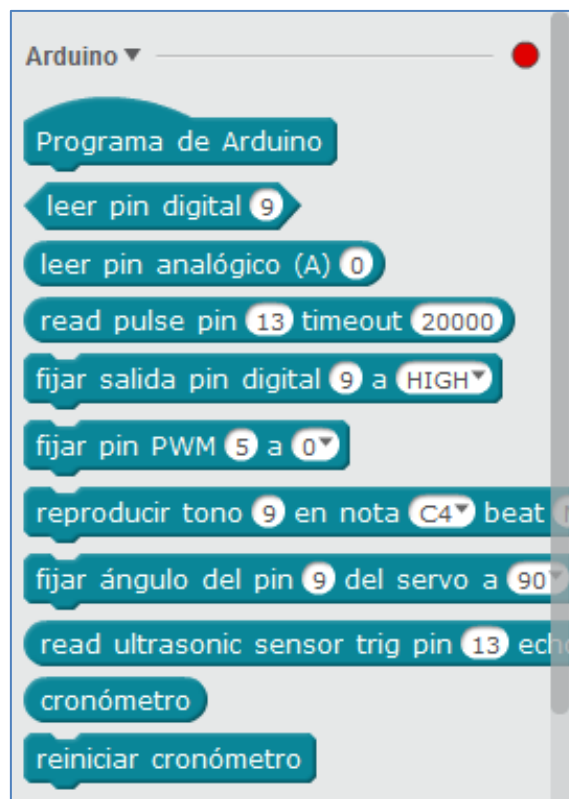 Arduino
Programa de Arduino
leer pin digital 9
leer pin analógico (A) 0
read pulse pin 13 timeout 20000
fijar salida pin digital 9 a HIGH
fijar pin PWM 5 a 0
reproducir tono 9 en nota C4 beat
fijar ángulo del pin 9 del servo a 90
read ultrasonic sensor trig pin 13
cronómetro
reiniciar cronómetro